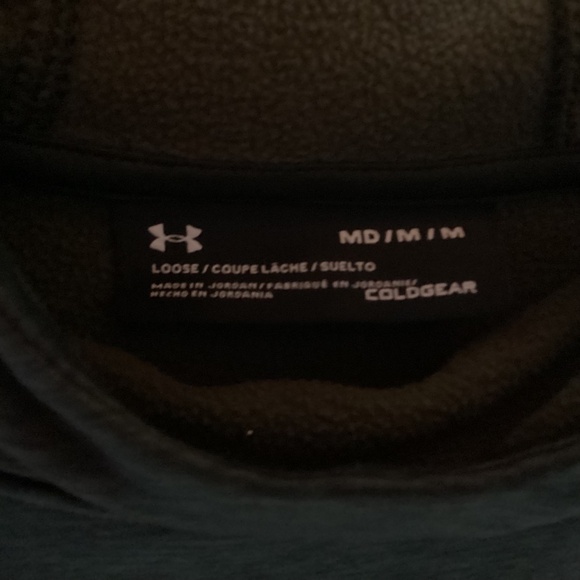 MD / M / M
LOOSE / COUPE LÂCHE / SUELTO
MADE IN JORDAN / FABRIQUÉ EN JORDANIE/
HECHO EN JORDANIA
COLDGEAR